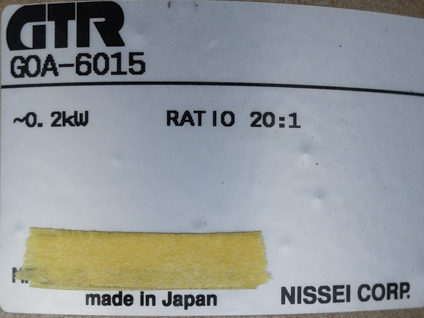 GTR
GOA-6015
~0.2kW RATIO 20:1
made in Japan NISSEI CORP.